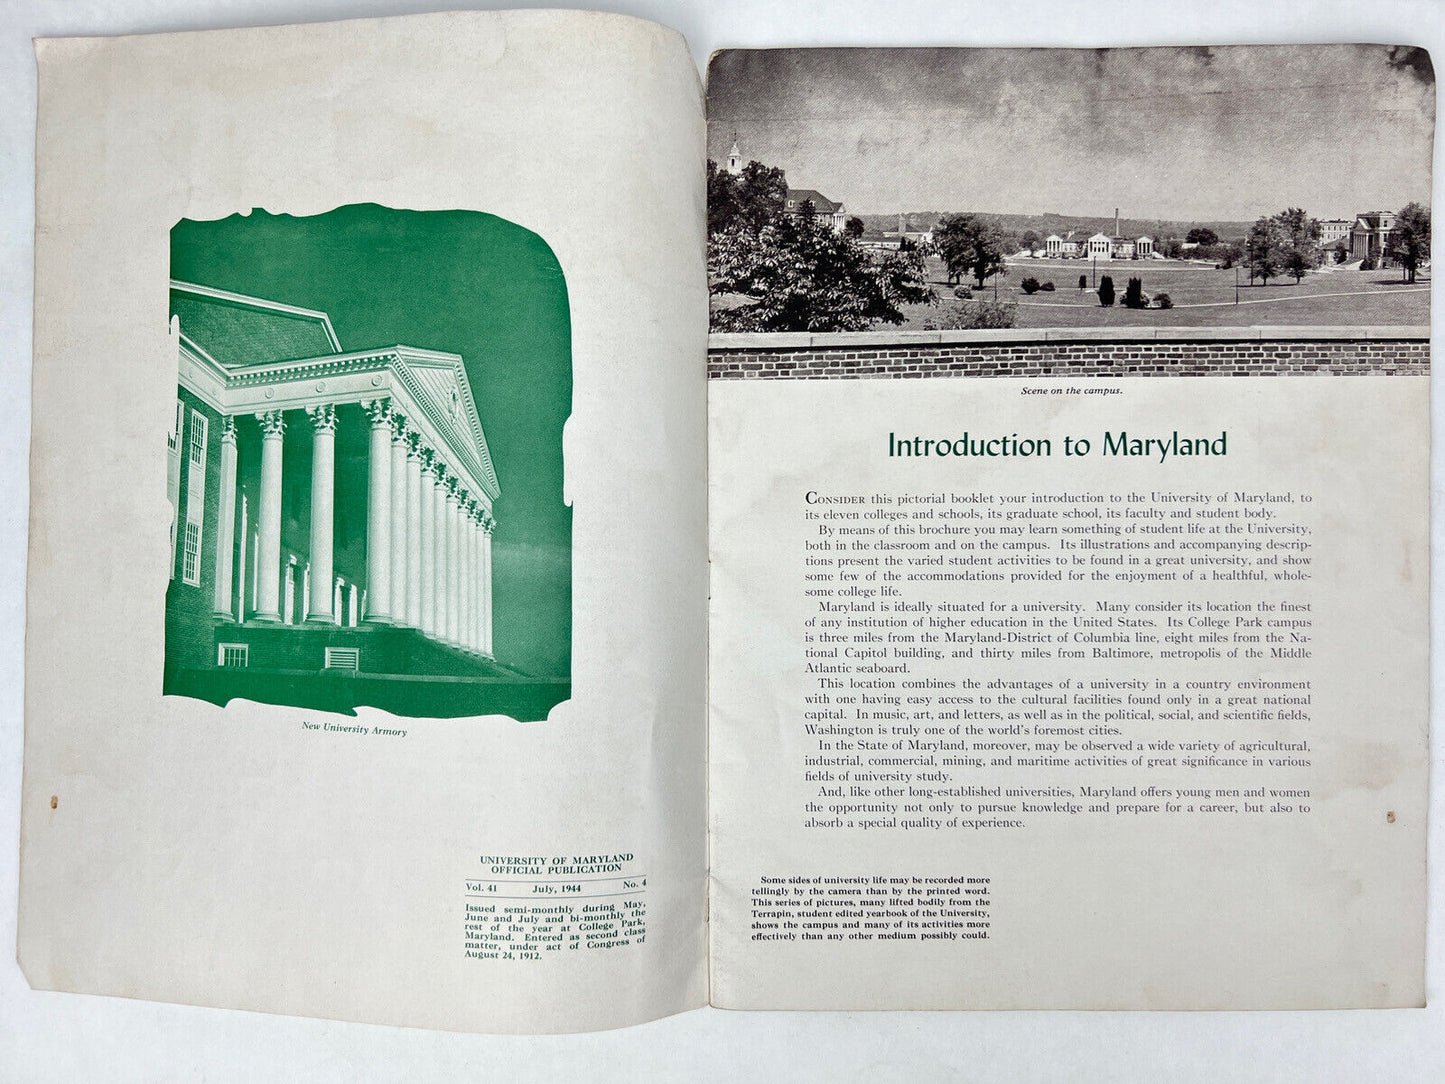 New University Armory
UNIVERSITY OF MARYLAND
OFFICIAL PUBLICATION
Vol. 41 July, 1944 No. 4
Issued semi-monthly during May,
June and July and bi-monthly the
rest of the year at College Park,
Maryland. Entered as second class
matter, under act of Congress of
August 24, 1912.
Scene on the campus.
Introduction to Maryland
CONSIDER this pictorial booklet your introduction to the University of Maryland, to
its eleven colleges and schools, its graduate school, its faculty and student body.
By means of this brochure you may learn something of student life at the University,
both in the classroom and on the campus. Its illustrations and accompanying descrip-
tions present the varied student activities to be found in a great university, and show
some few of the accommodations provided for the enjoyment of a healthful, whole-
some college life.
Maryland is ideally situated for a university. Many consider its location the finest
of any institution of higher education in the United States. Its College Park campus
is three miles from the Maryland-District of Columbia line, eight miles from the Na-
tional Capitol building, and thirty miles from Baltimore, metropolis of the Middle
Atlantic seaboard.
This location combines the advantages of a university in a country environment
with one having easy access to the cultural facilities found only in a great national
capital. In music, art, and letters, as well as in the political, social, and scientific fields,
Washington is truly one of the world's foremost cities.
In the State of Maryland, moreover, may be observed a wide variety of agricultural,
industrial, commercial, mining, and maritime activities of great significance in various
fields of university study.
And, like other long-established universities, Maryland offers young men and women
the opportunity not only to pursue knowledge and prepare for a career, but also to
absorb a special quality of experience.
Some sides of university life may be recorded more
tellingly by the camera than by the printed word.
This series of pictures, many lifted bodily from the
Terrapin, student edited yearbook of the University,
shows the campus and many of its activities more
effectively than any other medium possibly could.